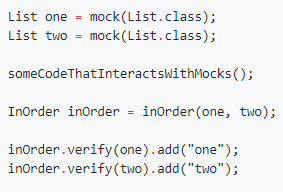 List one = mock(List.class);
List two = mock(List.class);
someCodeThatInteractsWithMocks();
InOrder inOrder = inOrder(one, two);
inOrder.verify(one).add("one");
inOrder.verify(two).add("two");